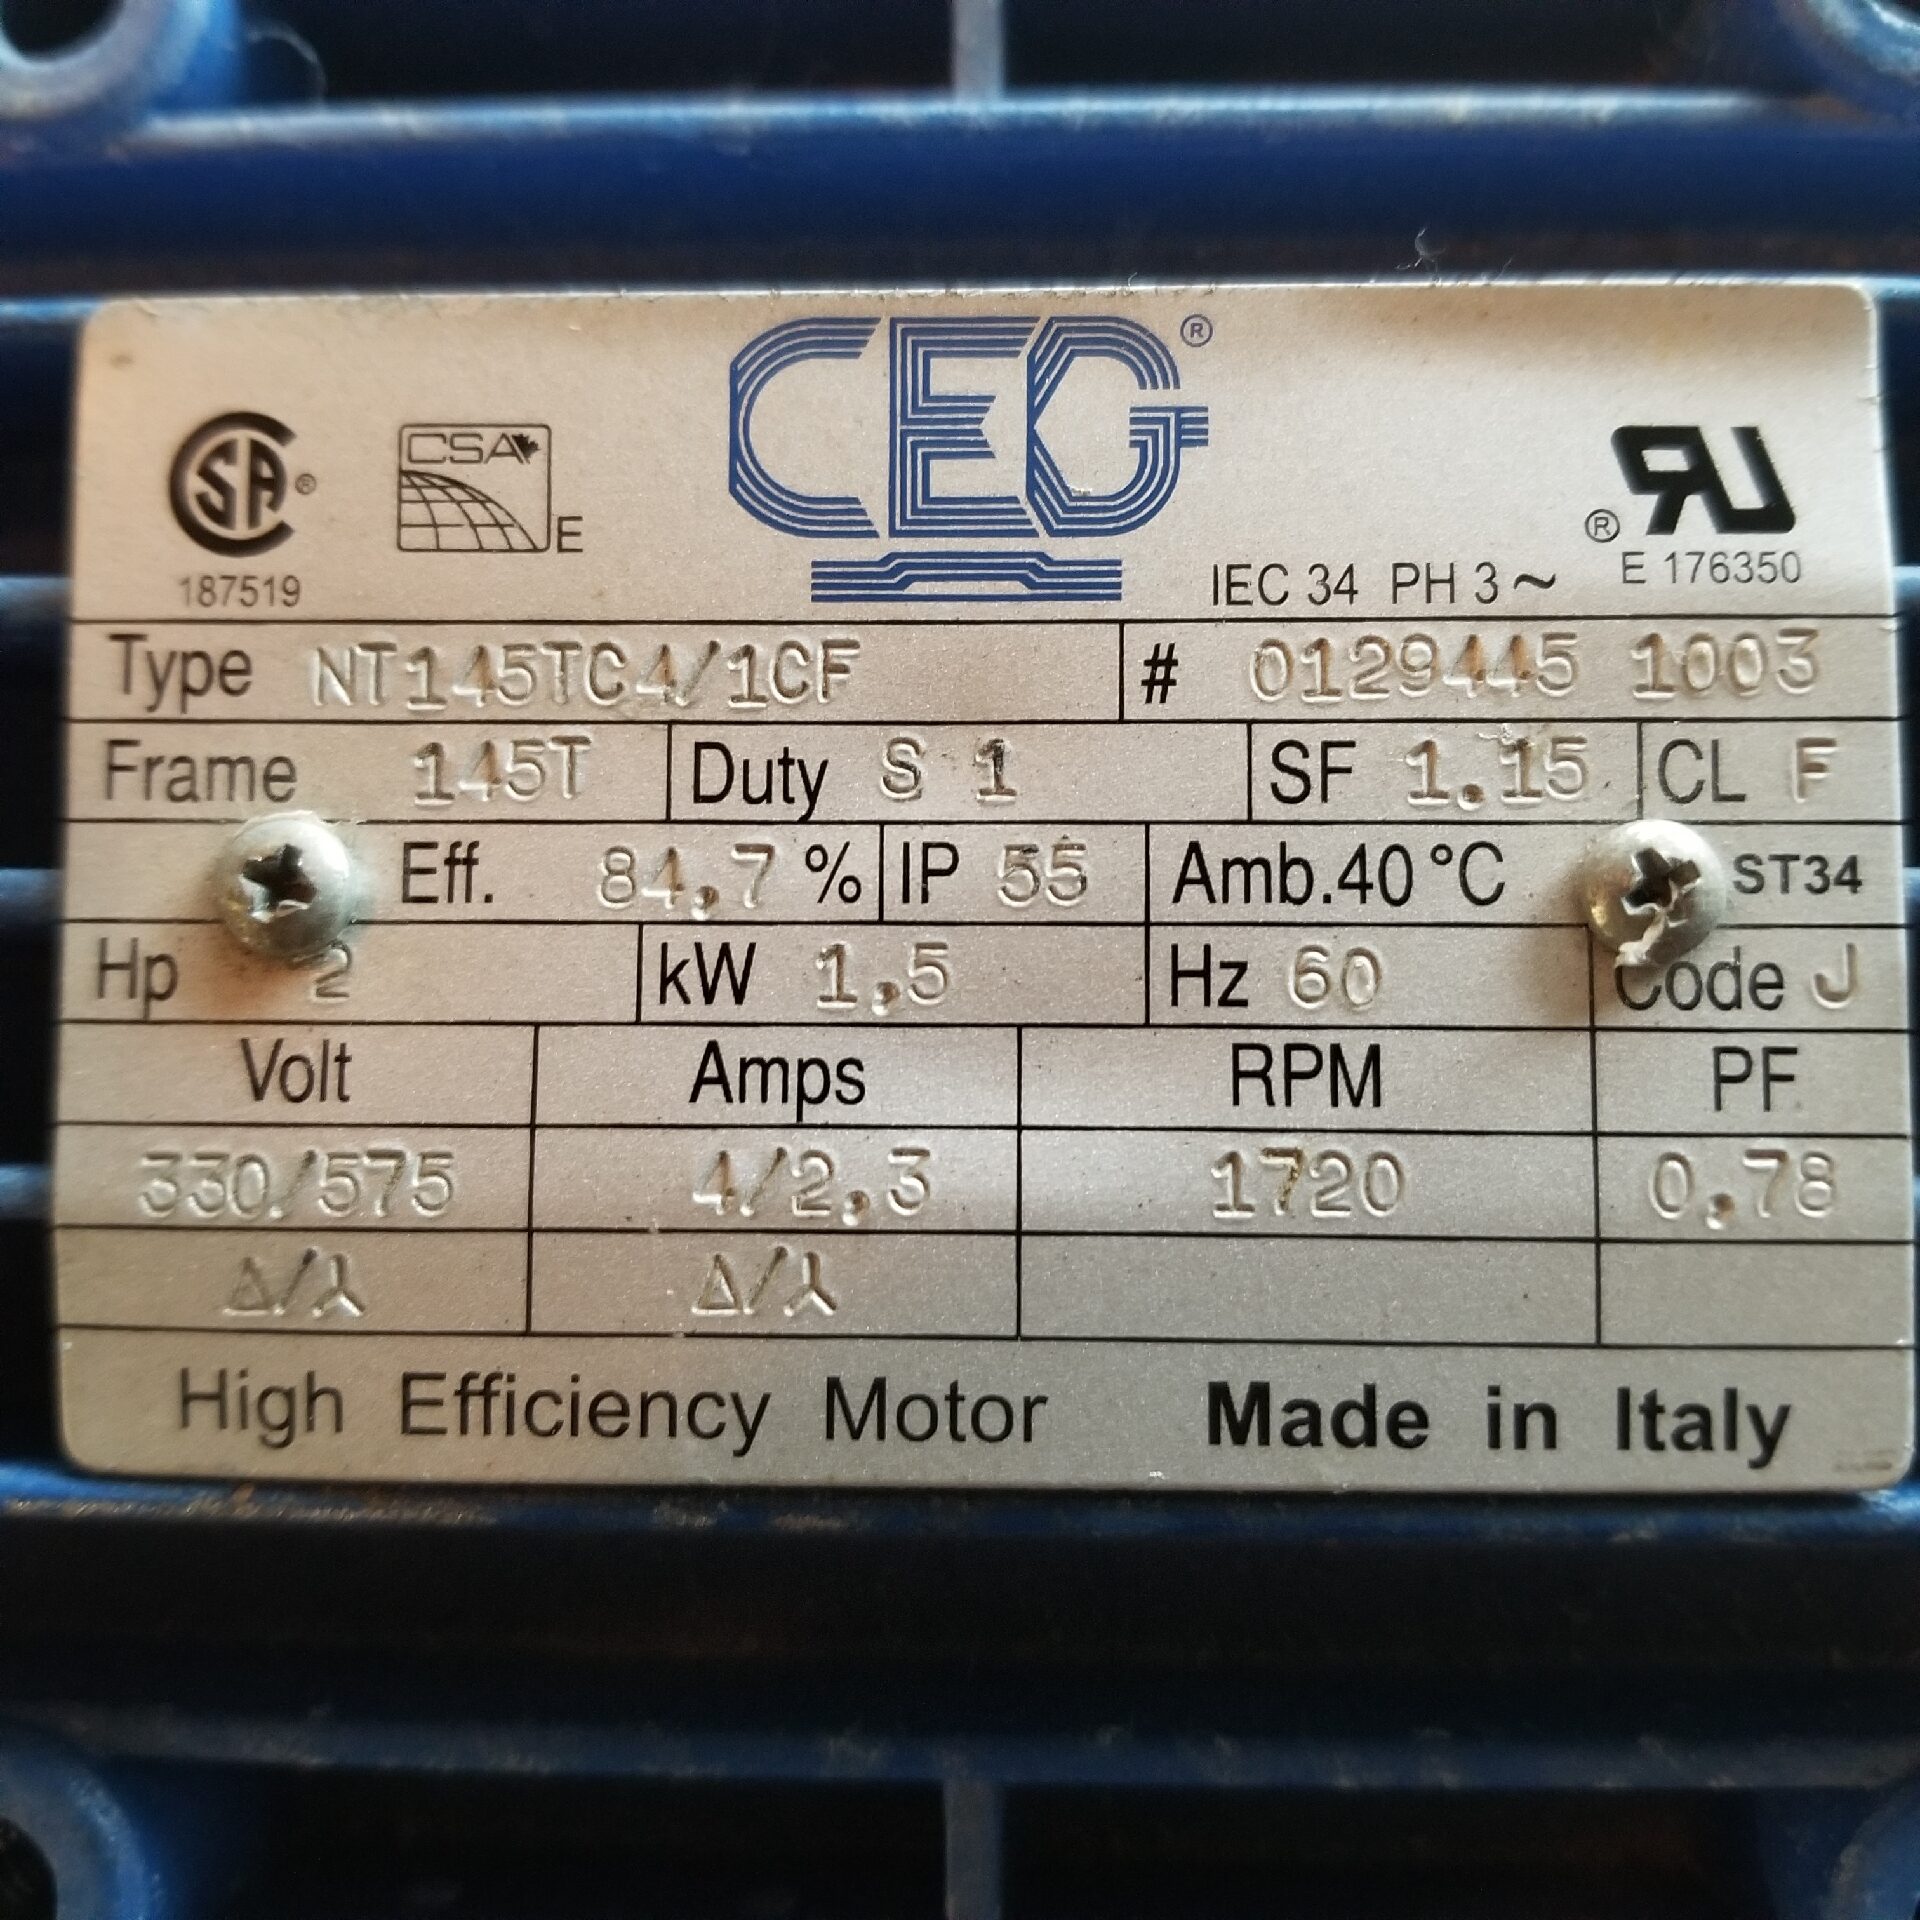 CEG ®
SA ®
CSA
E
® RU
187519
IEC 34 PH 3 ~
E 176350
Type NT145TC4/1CF # 0129445 1003
Frame 145T Duty S 1 SF 1.15 CL F
Eff. 84,7 % IP 55 Amb.40 °C ST34
Hp 2 kW 1,5 Hz 60 Code J
Volt Amps RPM PF
330/575 4/2,3 1720 0,78
Δ/⅄ Δ/⅄
High Efficiency Motor Made in Italy